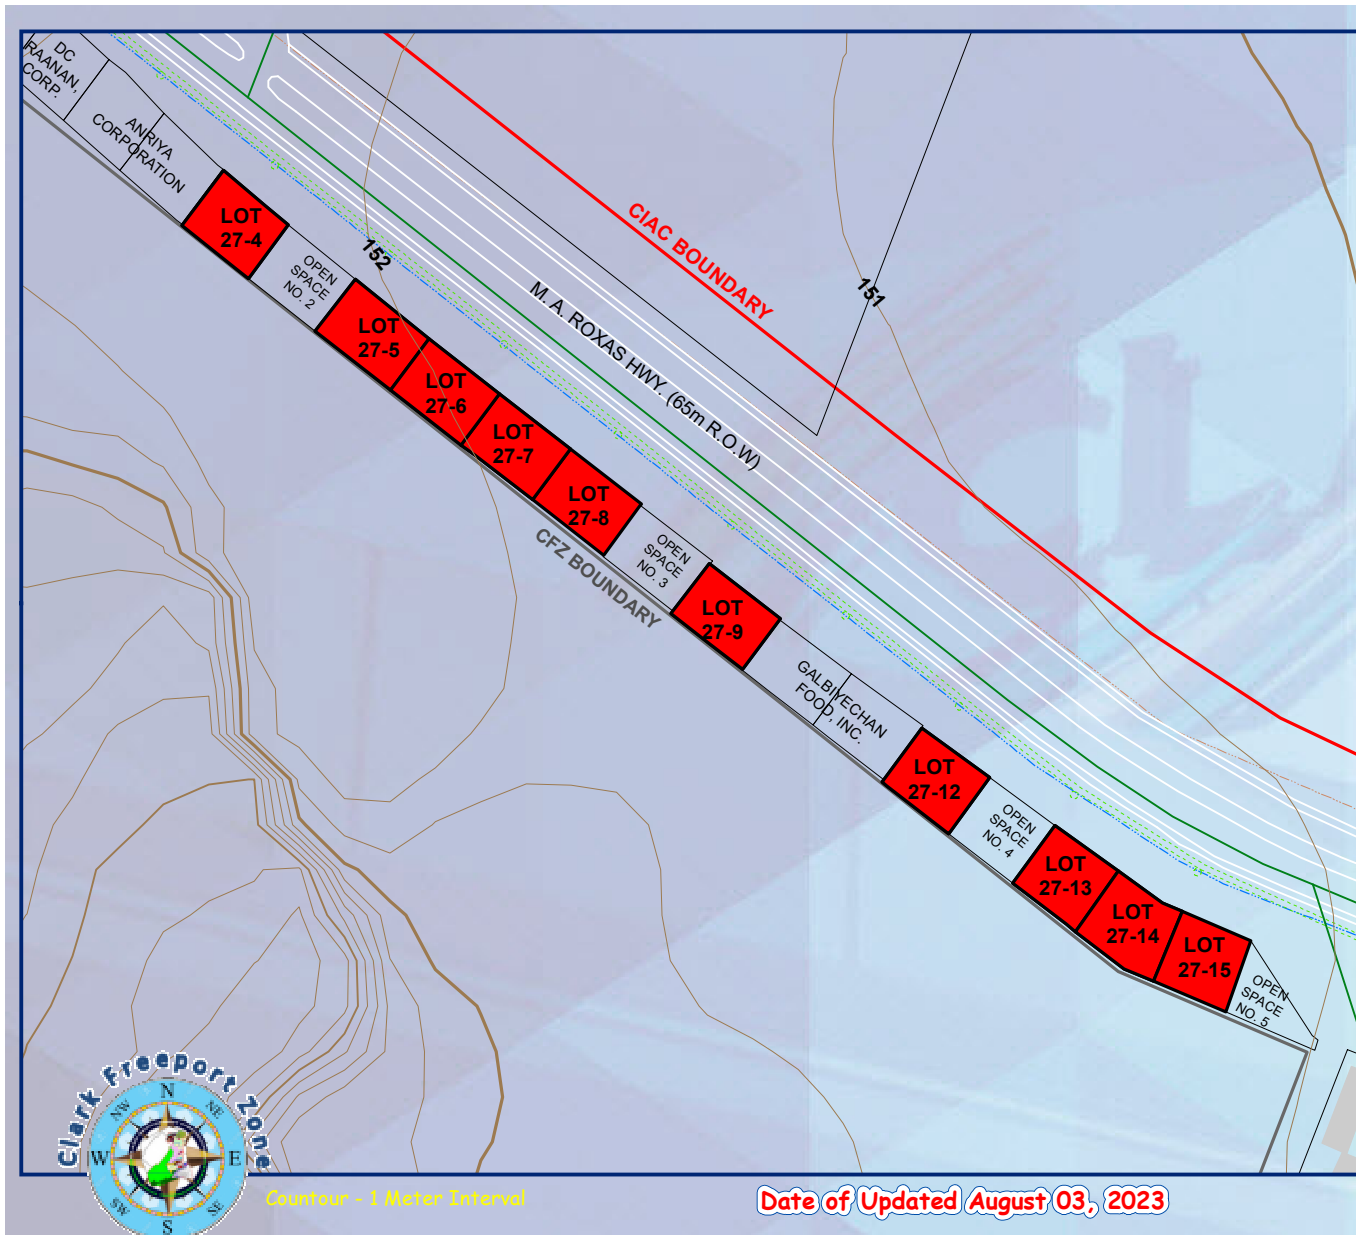 DC
RAANAN,
CORP.
ANRIYA
CORPORATION
LOT
27-4
OPEN
SPACE
NO. 2
152
LOT
27-5
LOT
27-6
LOT
27-7
LOT
27-8
CIAC BOUNDARY
151
M. A. ROXAS HWY. (65m R.O.W)
CFZ BOUNDARY
OPEN
SPACE
NO. 3
LOT
27-9
GALBIYECHAN
FOOD, INC.
LOT
27-12
OPEN
SPACE
NO. 4
LOT
27-13
LOT
27-14
LOT
27-15
OPEN
SPACE
NO. 5
Clark Freeport Zone
N
NW
NE
W
E
SW
SE
S
Countour - 1 Meter Interval
Date of Updated August 03, 2023